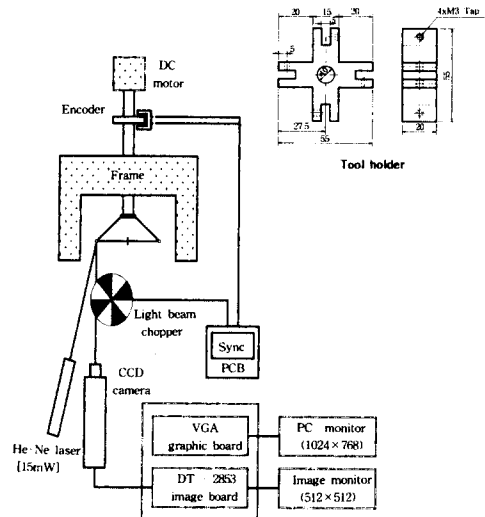 DC
motor
Encoder
Frame
Light beam
chopper
Sync
PCB
CCD
camera
He·Ne laser
[15mW]
VGA
graphic board
DT 2853
image board
PC monitor
(1024×768)
Image monitor
(512×512)
20
15
20
5
5
27.5
55
4xM3 Tap
55
20
Tool holder